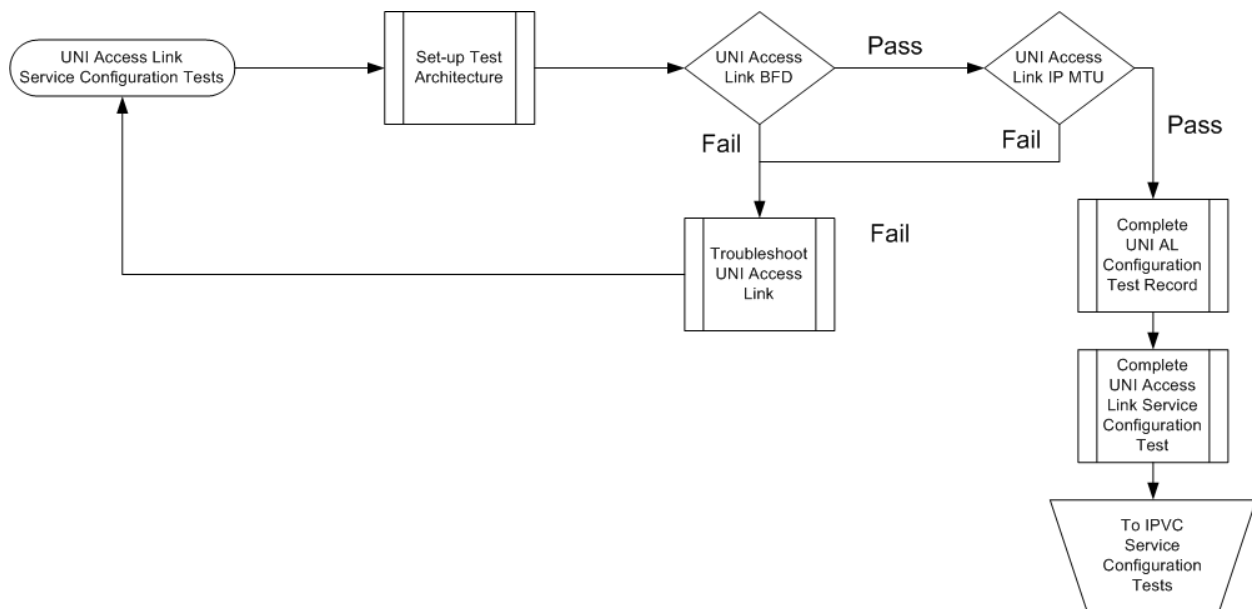 UNI Access Link
Service Configuration Tests
Set-up Test
Architecture
UNI Access
Link BFD
Pass
UNI Access
Link IP MTU
Fail
Fail
Pass
Troubleshoot
UNI Access
Link
Fail
Complete
UNI AL
Configuration
Test Record
Complete
UNI Access
Link Service
Configuration
Test
To IPVC
Service
Configuration
Tests